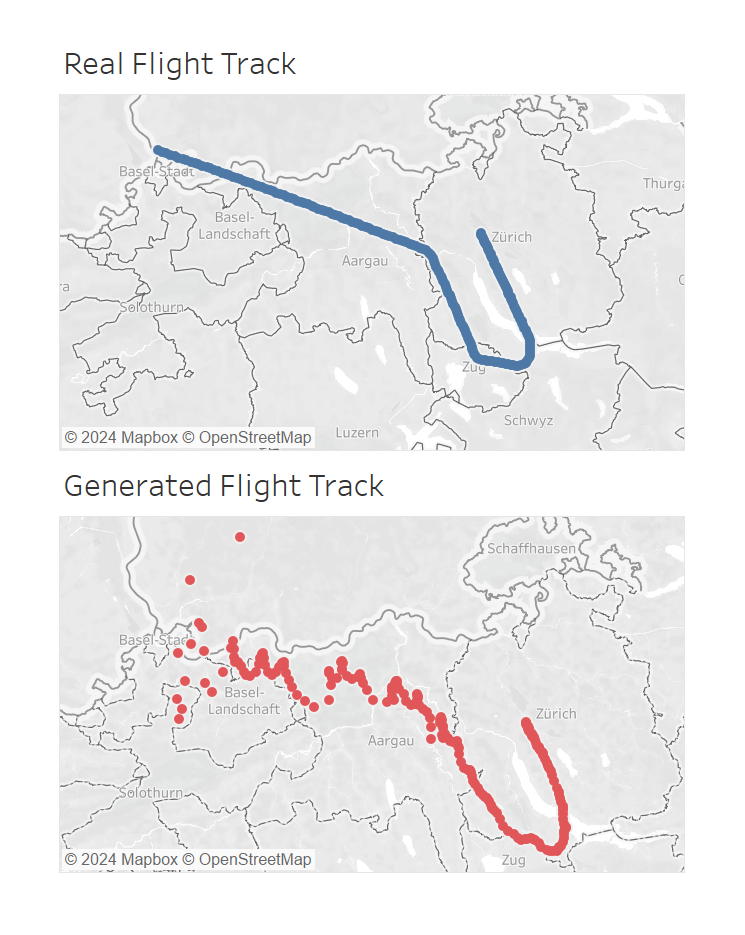 Real Flight Track
Basel-Stadt
Thurga
Basel-
Landschaft
Zürich
Aargau
ra
Solothurn
Zug
Schwyz
Luzern
© 2024 Mapbox © OpenStreetMap
Generated Flight Track
Schaffhausen
Basel-Stad
Basel-
Landschaft
Zürich
Aargau
Solothurn
Zug
© 2024 Mapbox © OpenStreetMap